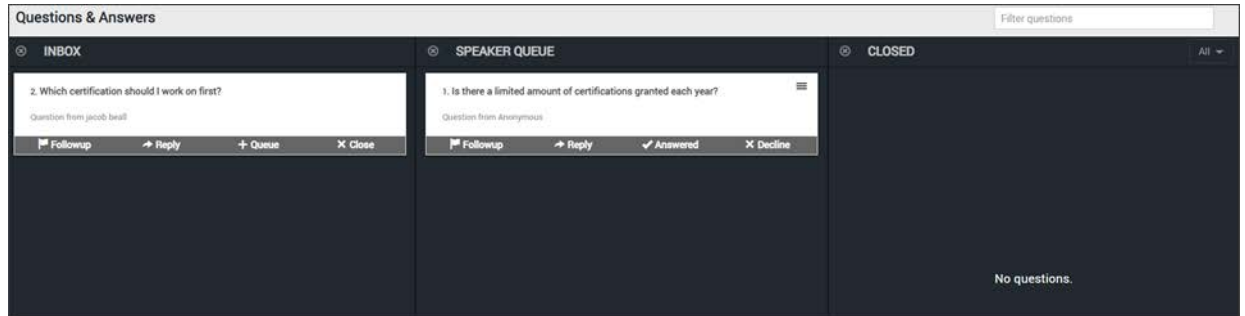 Questions & Answers
Filter questions
INBOX
SPEAKER QUEUE
CLOSED
All
2. Which certification should I work on first?
Question from jacob beall
Followup Reply Queue Close
1. Is there a limited amount of certifications granted each year?
Question from Anonymous
Followup Reply Answered Decline
No questions.